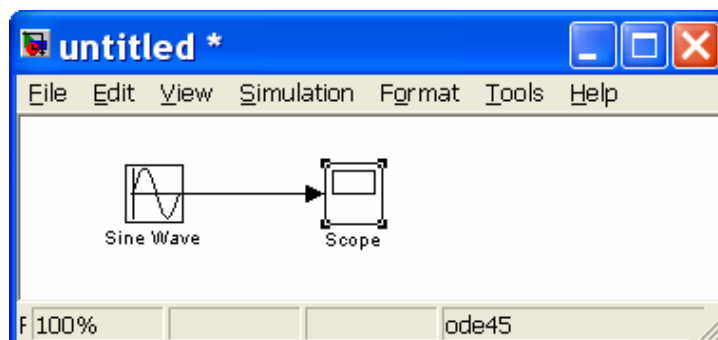 untitled *
File Edit View Simulation Format Tools Help
Sine Wave
Scope
F 100% ode45